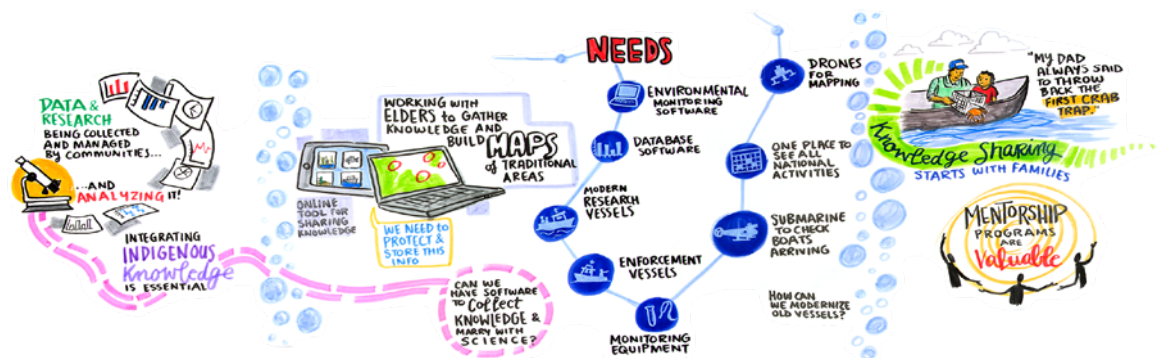 DATA &
RESEARCH
BEING COLLECTED
AND MANAGED
BY COMMUNITIES...
...AND
ANALYZING IT!
INTEGRATING
INDIGENOUS
Knowledge
IS ESSENTIAL
WORKING WITH
ELDERS to GATHER
KNOWLEDGE AND
BUILD MAPS
of TRADITIONAL
AREAS
ONLINE
TOOL FOR
SHARING
KNOWLEDGE
WE NEED to
PROTECT &
STORE THIS
INFO
CAN WE
HAVE SOFTWARE
TO Collect
KNOWLEDGE &
MARRY WITH
SCIENCE?
NEEDS
ENVIRONMENTAL
MONITORING
SOFTWARE
DATABASE
SOFTWARE
MODERN
RESEARCH
VESSELS
ENFORCEMENT
VESSELS
MONITORING
EQUIPMENT
SUBMARINE
TO CHECK
BOATS
ARRIVING
ONE PLACE TO
SEE ALL
NATIONAL
ACTIVITIES
DRONES
FOR
MAPPING
HOW CAN
WE MODERNIZE
OLD VESSELS?
"MY DAD
ALWAYS SAID
TO THROW
BACK THE
FIRST CRAB
TRAP."
Knowledge Sharing
STARTS WITH FAMILIES
MENTORSHIP
PROGRAMS
ARE
Valuable